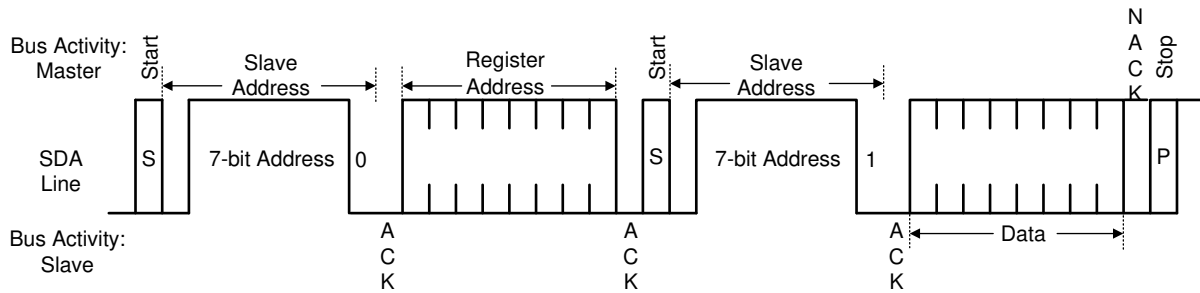 Bus Activity:
Master
Start
Slave
Address
Register
Address
Start
Slave
Address
N
A
C
K
Stop
SDA
Line
S
7-bit Address
0
S
7-bit Address
1
P
Bus Activity:
Slave
A
C
K
A
C
K
A
C
K
Data